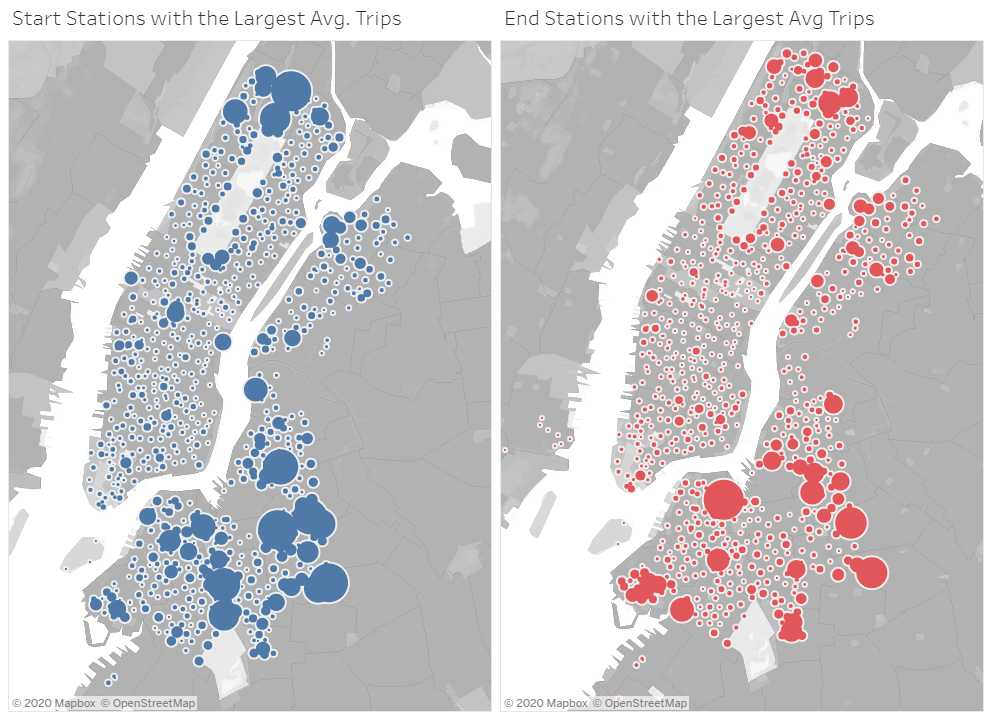 Start Stations with the Largest Avg. Trips
End Stations with the Largest Avg Trips
© 2020 Mapbox © OpenStreetMap
© 2020 Mapbox © OpenStreetMap